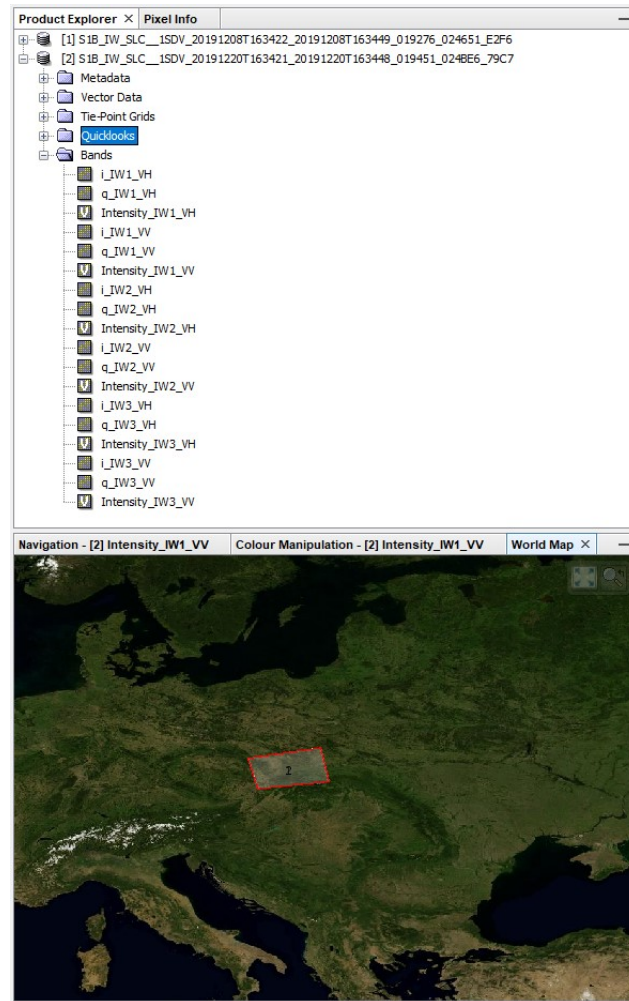 Product Explorer × Pixel Info
[1] S1B_IW_SLC__1SDV_20191208T163422_20191208T163449_019276_024651_E2F6
[2] S1B_IW_SLC__1SDV_20191220T163421_20191220T163448_019451_024BE6_79C7
Metadata
Vector Data
Tie-Point Grids
Quicklooks
Bands
i_IW1_VH
q_IW1_VH
Intensity_IW1_VH
i_IW1_VV
q_IW1_VV
Intensity_IW1_VV
i_IW2_VH
q_IW2_VH
Intensity_IW2_VH
i_IW2_VV
q_IW2_VV
Intensity_IW2_VV
i_IW3_VH
q_IW3_VH
Intensity_IW3_VH
i_IW3_VV
q_IW3_VV
Intensity_IW3_VV
Navigation - [2] Intensity_IW1_VV Colour Manipulation - [2] Intensity_IW1_VV World Map ×